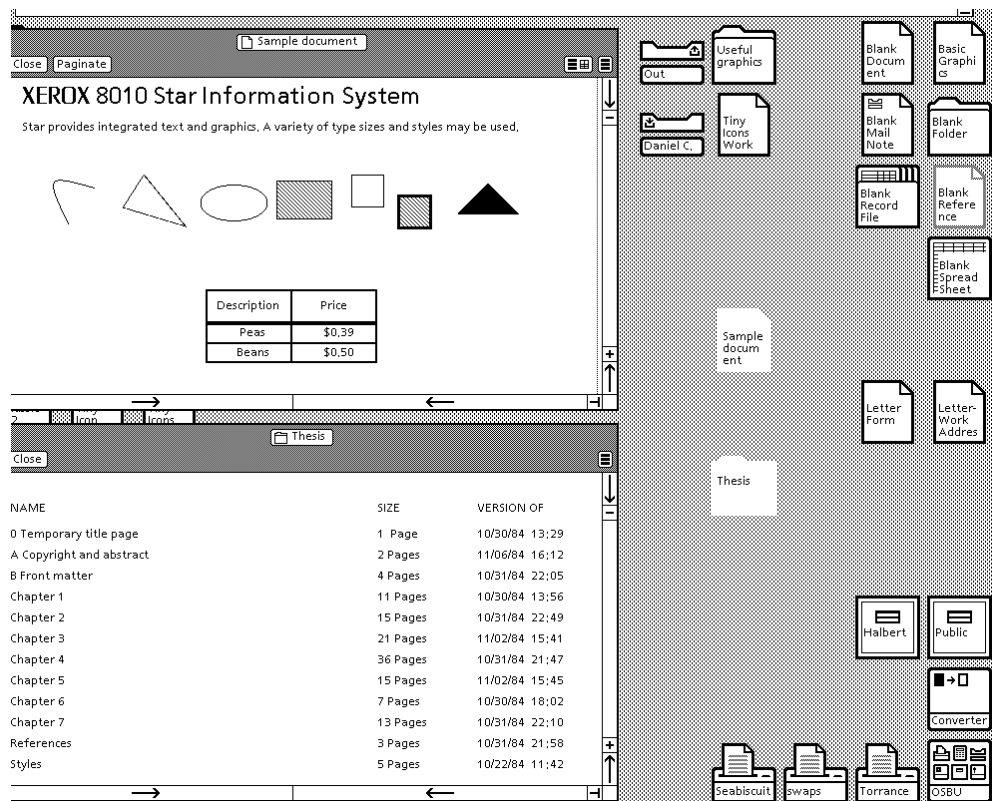 Sample document
Close Paginate
XEROX 8010 Star Information System
Star provides integrated text and graphics. A variety of type sizes and styles may be used.
Description Price
Peas $0.39
Beans $0.50
2
Icon
Icons
Thesis
Close
NAME SIZE VERSION OF
0 Temporary title page 1 Page 10/30/84 13:29
A Copyright and abstract 2 Pages 11/06/84 16:12
B Front matter 4 Pages 10/31/84 22:05
Chapter 1 11 Pages 10/30/84 13:56
Chapter 2 15 Pages 10/31/84 22:49
Chapter 3 21 Pages 11/02/84 15:41
Chapter 4 36 Pages 10/31/84 21:47
Chapter 5 15 Pages 11/02/84 15:45
Chapter 6 7 Pages 10/30/84 18:02
Chapter 7 13 Pages 10/31/84 22:10
References 3 Pages 10/31/84 21:58
Styles 5 Pages 10/22/84 11:42
Out
Useful
graphics
Blank
Docum
ent
Basic
Graphi
cs
Daniel C.
Tiny
Icons
Work
Blank
Mail
Note
Blank
Folder
Blank
Record
File
Blank
Refere
nce
Blank
Spread
Sheet
Sample
docum
ent
Letter
Form
Letter-
Work
Addres
Thesis
Halbert
Public
Converter
Seabiscuit
swaps
Torrance
OSBU